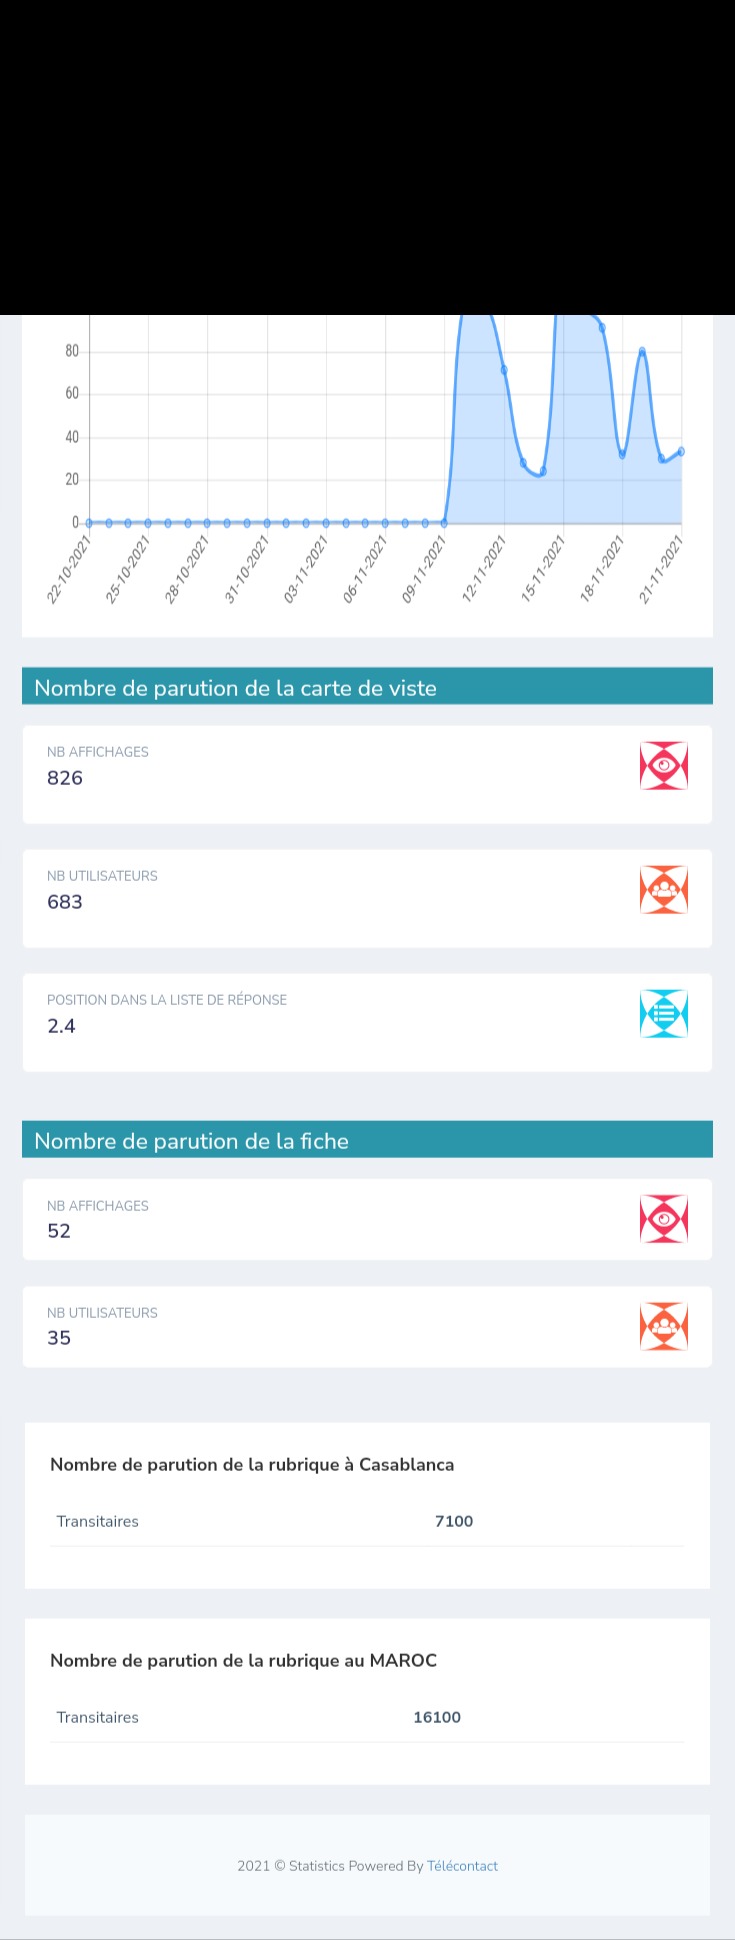 80
60
40
20
0
22-10-2021
25-10-2021
28-10-2021
31-10-2021
03-11-2021
06-11-2021
09-11-2021
12-11-2021
15-11-2021
18-11-2021
21-11-2021
Nombre de parution de la carte de viste
NB AFFICHAGES
826
NB UTILISATEURS
683
POSITION DANS LA LISTE DE RÉPONSE
2.4
Nombre de parution de la fiche
NB AFFICHAGES
52
NB UTILISATEURS
35
Nombre de parution de la rubrique à Casablanca
Transitaires 7100
Nombre de parution de la rubrique au MAROC
Transitaires 16100
2021 © Statistics Powered By Télécontact